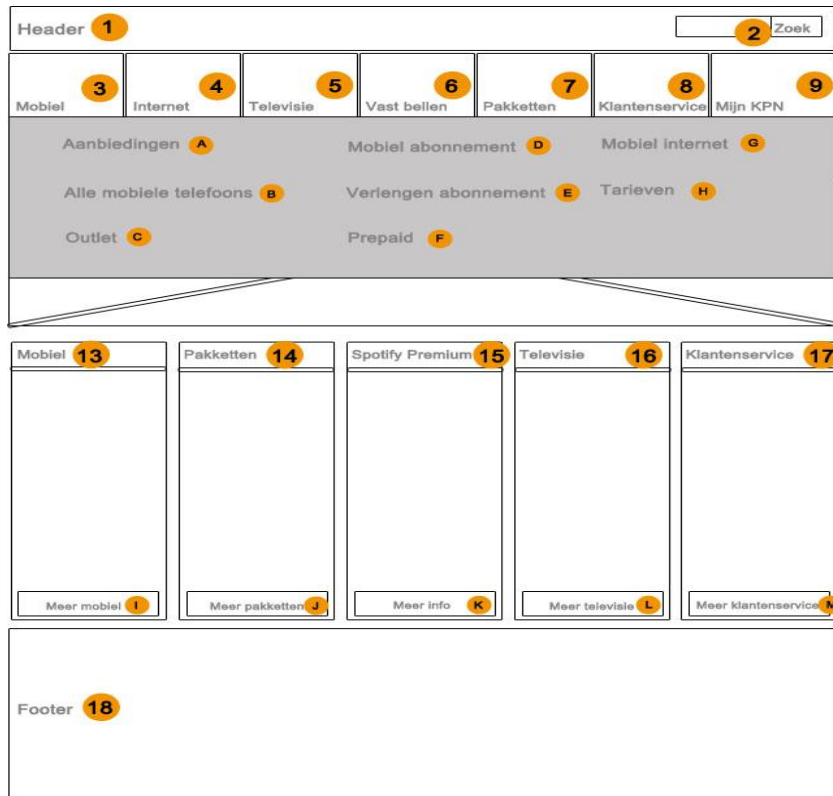 Header 1
2 Zoek
3 4 5 6 7 8 9
Mobiel Internet Televisie Vast bellen Pakketten Klantenservice Mijn KPN
Aanbiedingen A Mobiel abonnement D Mobiel internet G
Alle mobiele telefoons B Verlengen abonnement E Tarieven H
Outlet C Prepaid F
Mobiel 13 Pakketten 14 Spotify Premium 15 Televisie 16 Klantenservice 17
Meer mobiel I Meer pakketten J Meer info K Meer televisie L Meer klantenservice M
Footer 18